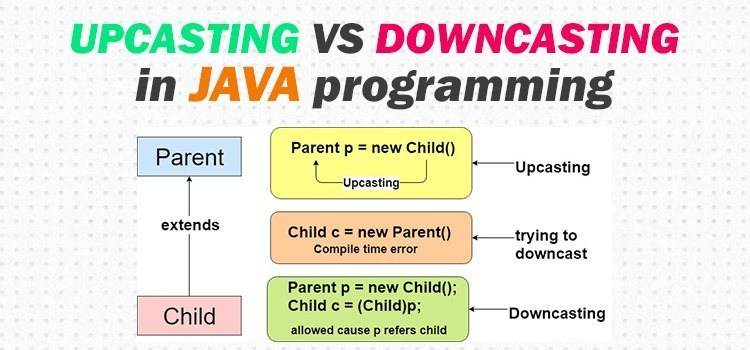 UPCASTING VS DOWNCASTING
in JAVA programming
Parent
extends
Child
Parent p = new Child()
Upcasting
Upcasting
Child c = new Parent()
Compile time error
trying to
downcast
Parent p = new Child();
Child c = (Child)p;
allowed cause p refers child
Downcasting